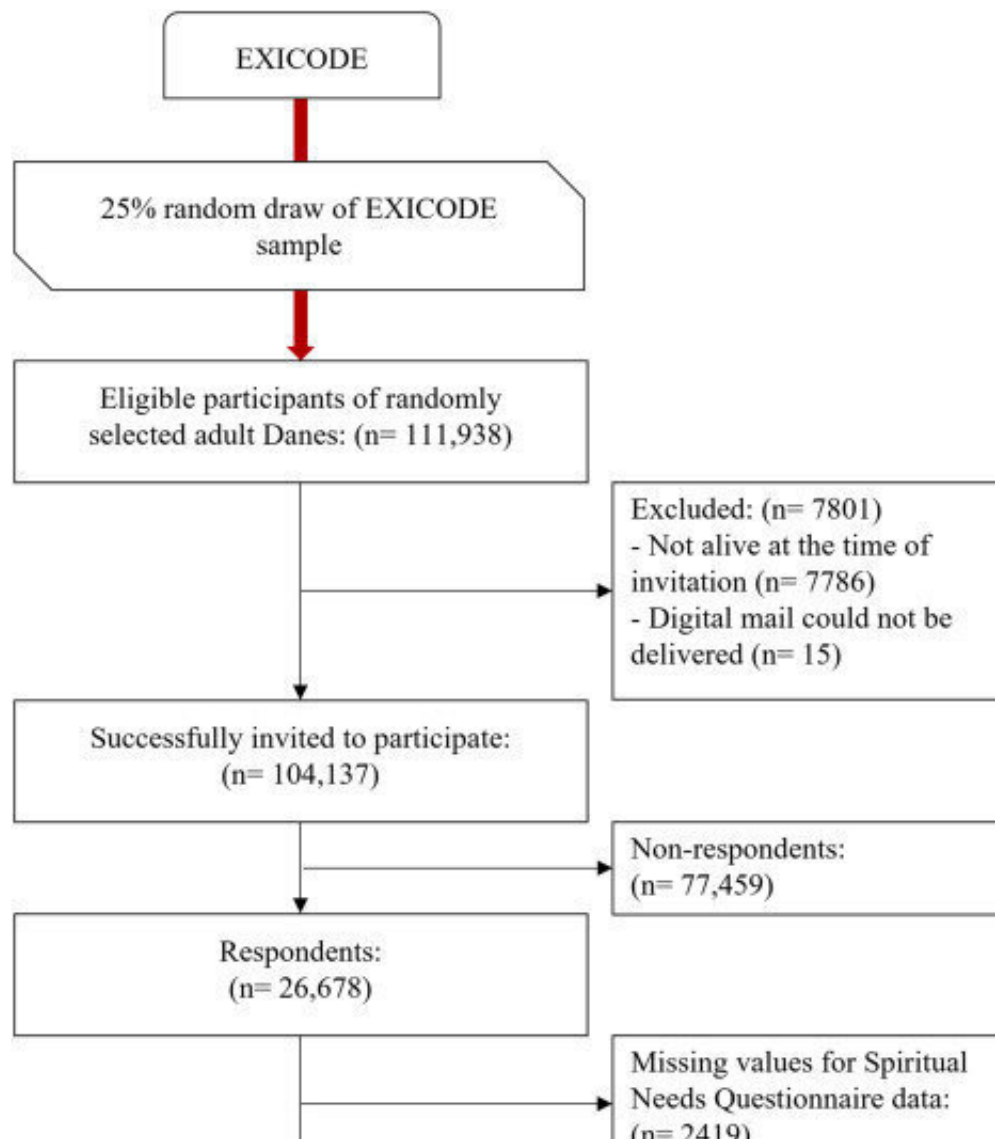 EXICODE
25% random draw of EXICODE
sample
Eligible participants of randomly
selected adult Danes: (n= 111,938)
Excluded: (n= 7801)
- Not alive at the time of
invitation (n= 7786)
- Digital mail could not be
delivered (n= 15)
Successfully invited to participate:
(n= 104,137)
Non-respondents:
(n= 77,459)
Respondents:
(n= 26,678)
Missing values for Spiritual
Needs Questionnaire data:
(n= 2419)